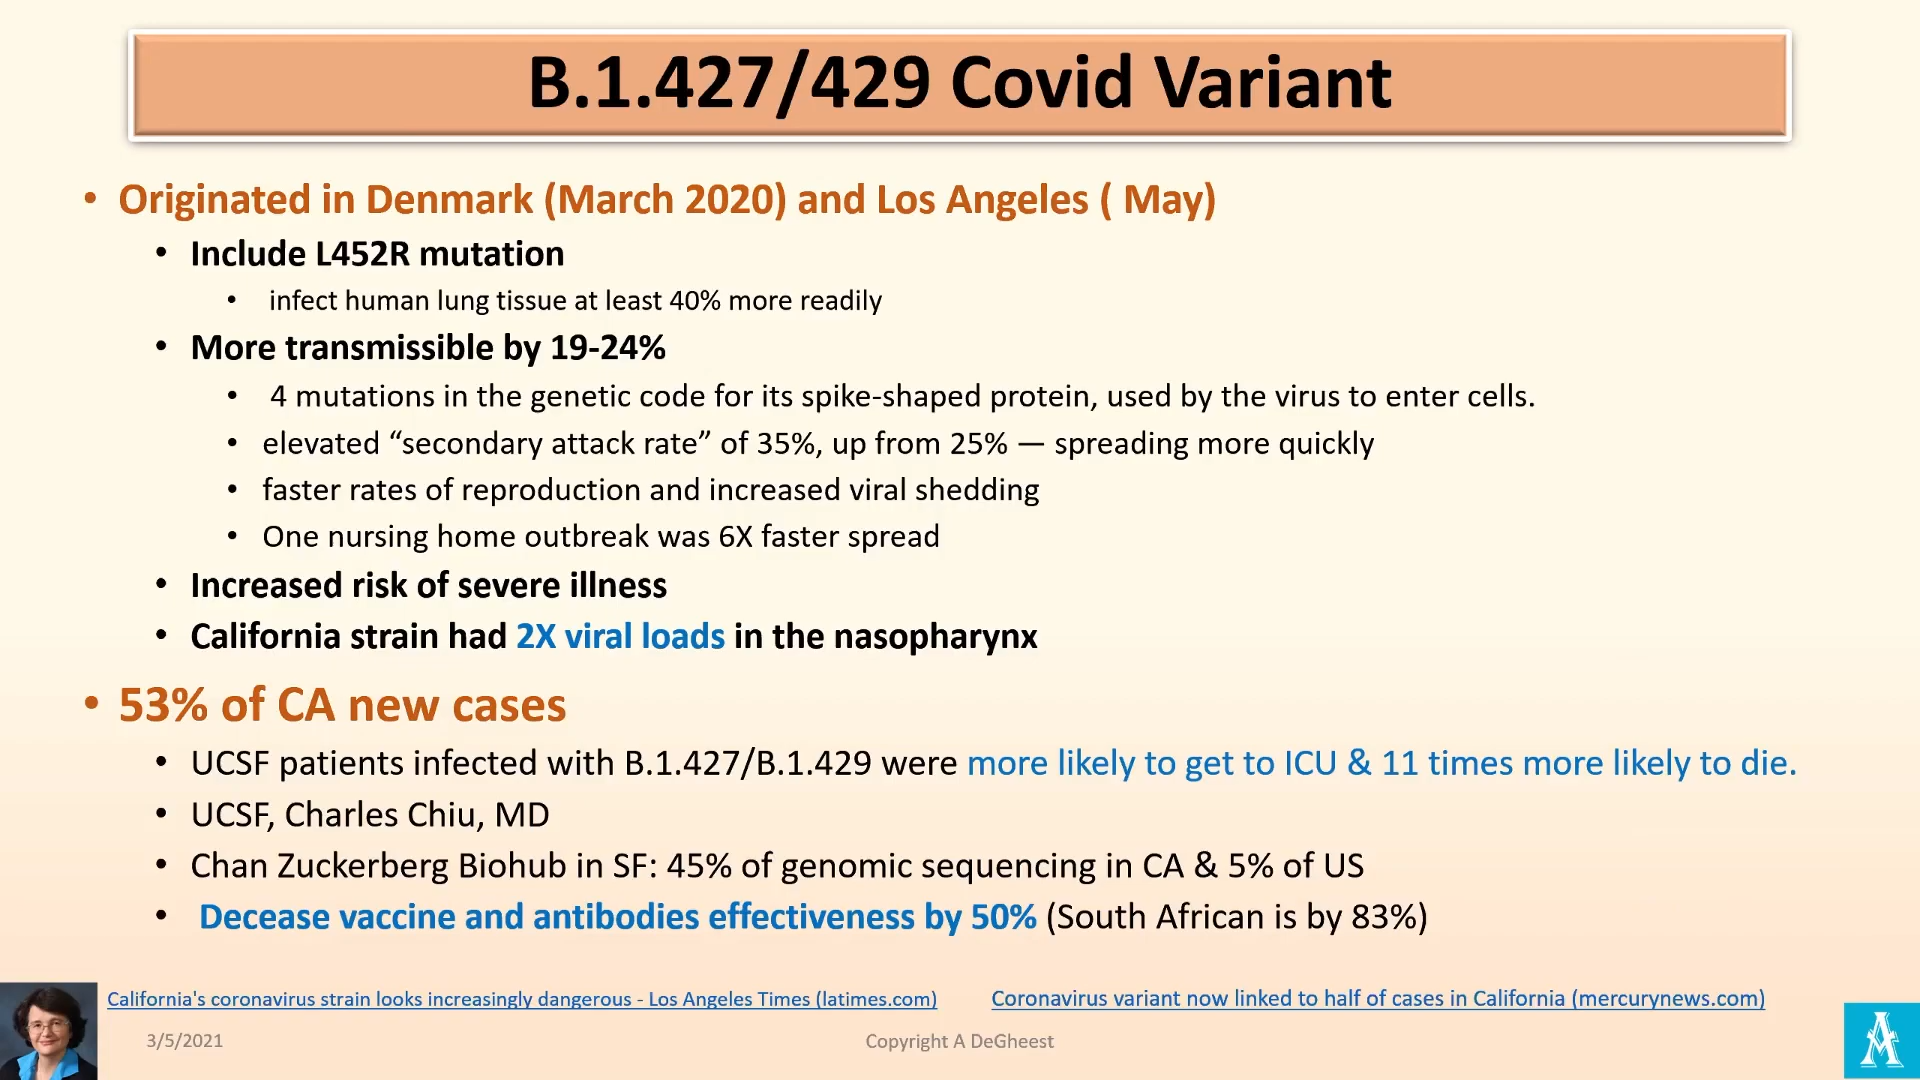 B.1.427/429 Covid Variant
• Originated in Denmark (March 2020) and Los Angeles ( May)
• Include L452R mutation
• infect human lung tissue at least 40% more readily
• More transmissible by 19-24%
• 4 mutations in the genetic code for its spike-shaped protein, used by the virus to enter cells.
• elevated “secondary attack rate” of 35%, up from 25% — spreading more quickly
• faster rates of reproduction and increased viral shedding
• One nursing home outbreak was 6X faster spread
• Increased risk of severe illness
• California strain had 2X viral loads in the nasopharynx
• 53% of CA new cases
• UCSF patients infected with B.1.427/B.1.429 were more likely to get to ICU & 11 times more likely to die.
• UCSF, Charles Chiu, MD
• Chan Zuckerberg Biohub in SF: 45% of genomic sequencing in CA & 5% of US
• Decease vaccine and antibodies effectiveness by 50% (South African is by 83%)
California's coronavirus strain looks increasingly dangerous - Los Angeles Times (latimes.com)
Coronavirus variant now linked to half of cases in California (mercurynews.com)
3/5/2021
Copyright A DeGheest
A